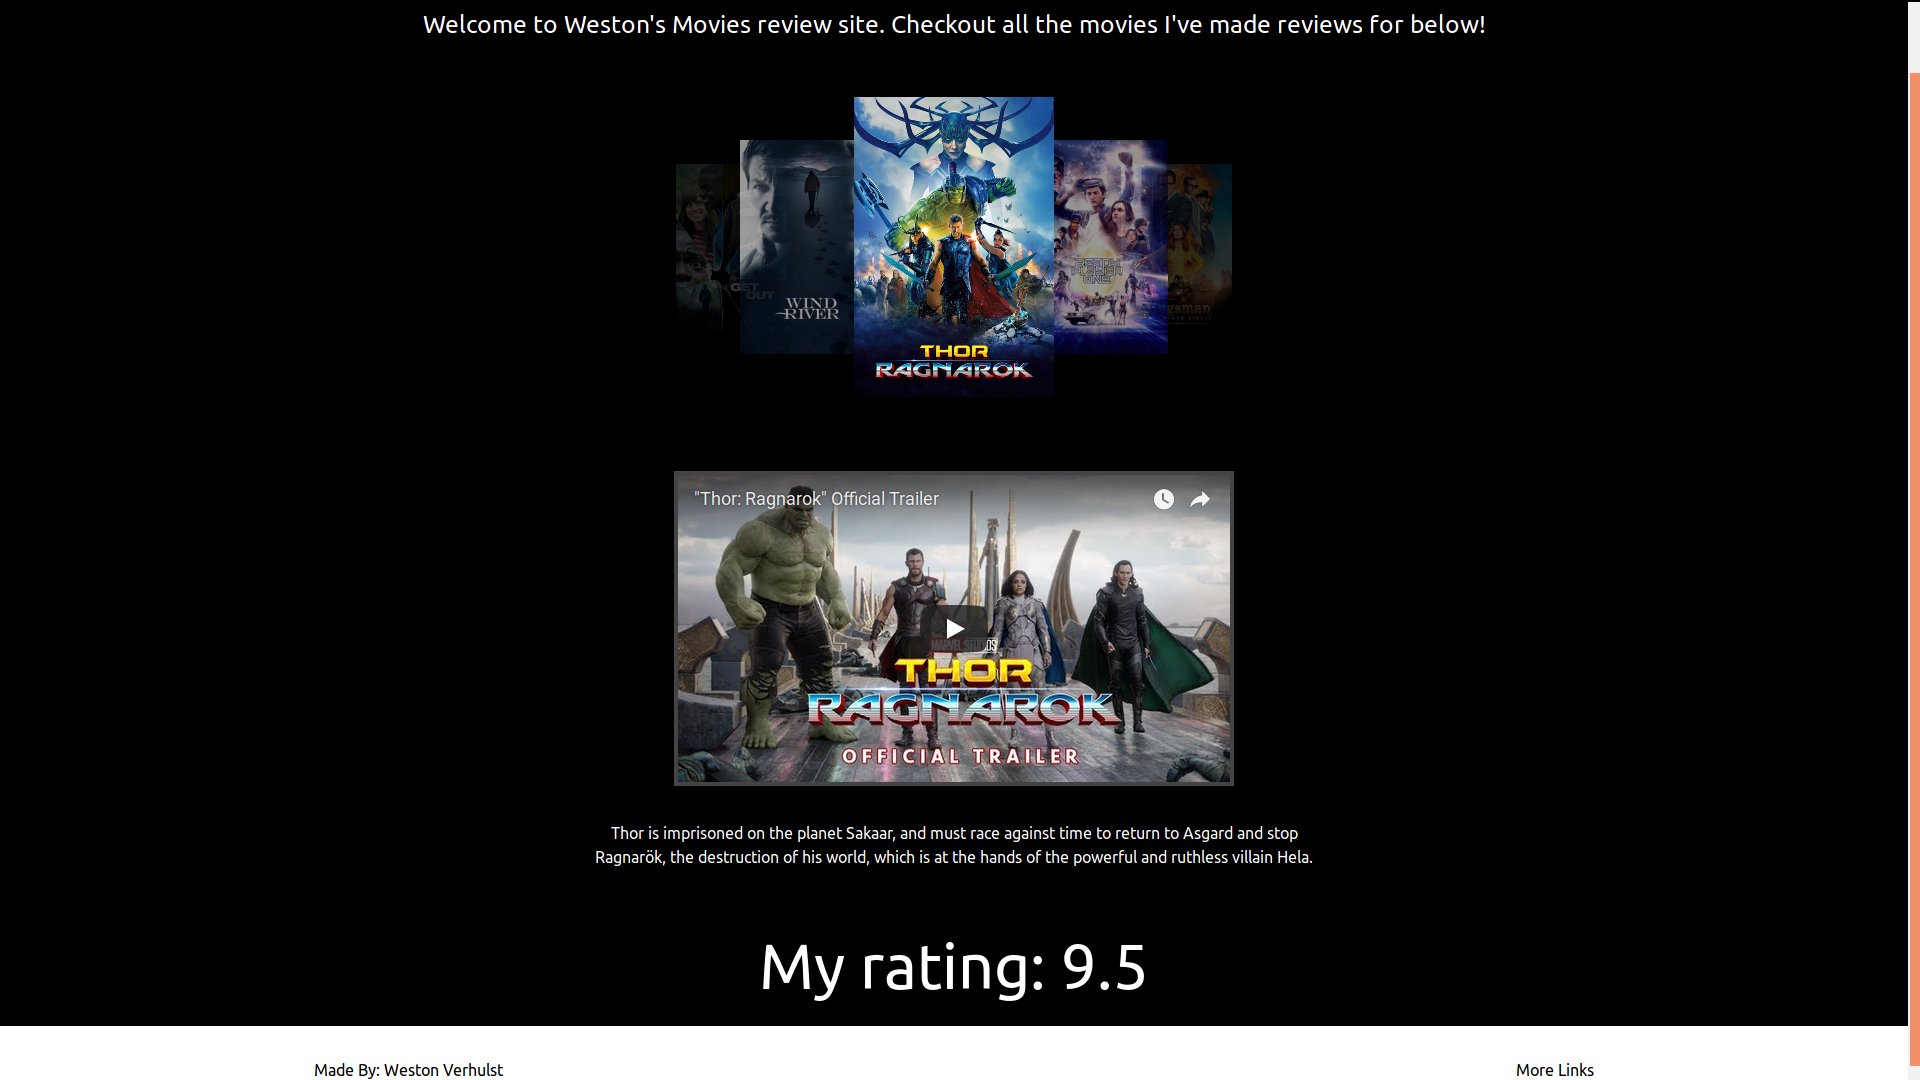 Welcome to Weston's Movies review site. Checkout all the movies I've made reviews for below!
GET
OUT
WIND
RIVER
THOR
RAGNAROK
READY
PLAYER
ONE
"Thor: Ragnarok" Official Trailer
MARVEL STUDIOS
THOR
RAGNAROK
OFFICIAL TRAILER
Thor is imprisoned on the planet Sakaar, and must race against time to return to Asgard and stop
Ragnarök, the destruction of his world, which is at the hands of the powerful and ruthless villain Hela.
My rating: 9.5
Made By: Weston Verhulst
More Links